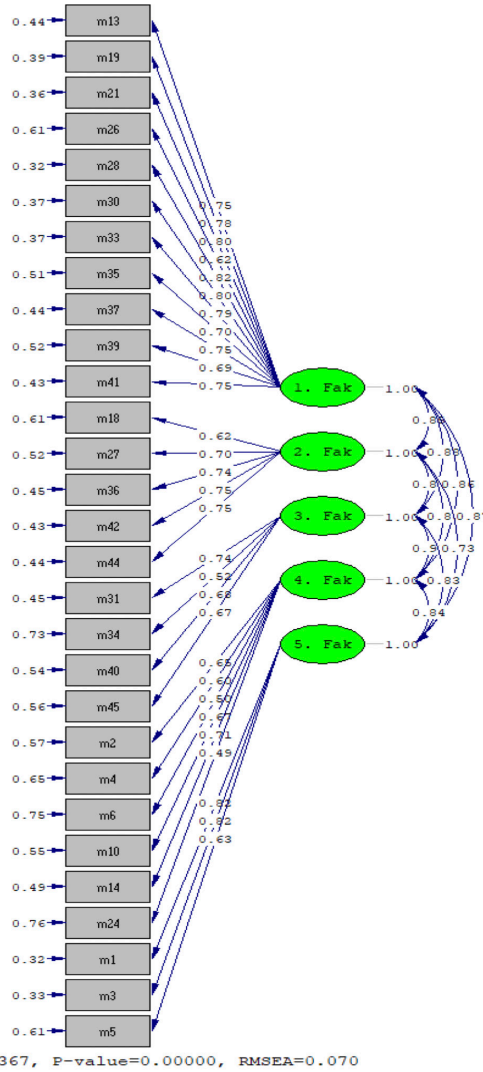 0.44 m13
0.39 m19
0.36 m21
0.61 m26
0.32 m28
0.37 m30
0.37 m33
0.51 m35
0.44 m37
0.52 m39
0.43 m41
0.61 m18
0.52 m27
0.45 m36
0.43 m42
0.44 m44
0.45 m31
0.73 m34
0.54 m40
0.56 m45
0.57 m2
0.65 m4
0.75 m6
0.55 m10
0.49 m14
0.76 m24
0.32 m1
0.33 m3
0.61 m5
0.75
0.78
0.80
0.62
0.82
0.80
0.79
0.70
0.75
0.69
0.75
0.62
0.70
0.74
0.75
0.75
0.74
0.52
0.68
0.67
0.65
0.60
0.50
0.67
0.71
0.49
0.82
0.82
0.63
1. Fak 1.00
2. Fak 1.00
3. Fak 1.00
4. Fak 1.00
5. Fak 1.00
0.88
0.86
0.73
0.83
0.84
367, P-value=0.00000, RMSEA=0.070